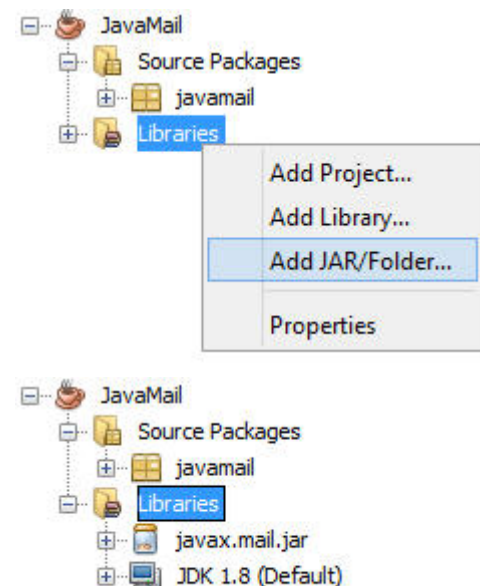 JavaMail
Source Packages
javamail
Libraries
Add Project...
Add Library...
Add JAR/Folder...
Properties
JavaMail
Source Packages
javamail
Libraries
javax.mail.jar
JDK 1.8 (Default)